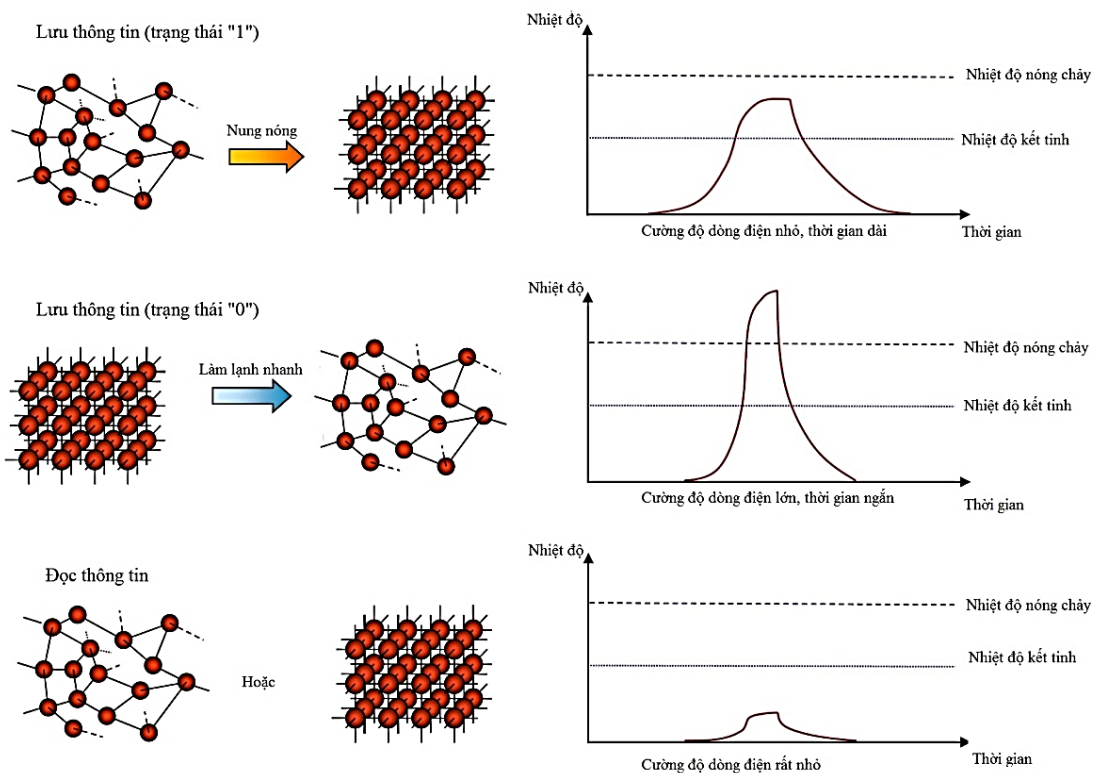 Lưu thông tin (trạng thái "1")
Nung nóng
Nhiệt độ
Nhiệt độ nóng chảy
Nhiệt độ kết tinh
Cường độ dòng điện nhỏ, thời gian dài
Thời gian
Lưu thông tin (trạng thái "0")
Làm lạnh nhanh
Nhiệt độ
Nhiệt độ nóng chảy
Nhiệt độ kết tinh
Cường độ dòng điện lớn, thời gian ngắn
Thời gian
Đọc thông tin
Hoặc
Nhiệt độ
Nhiệt độ nóng chảy
Nhiệt độ kết tinh
Cường độ dòng điện rất nhỏ
Thời gian